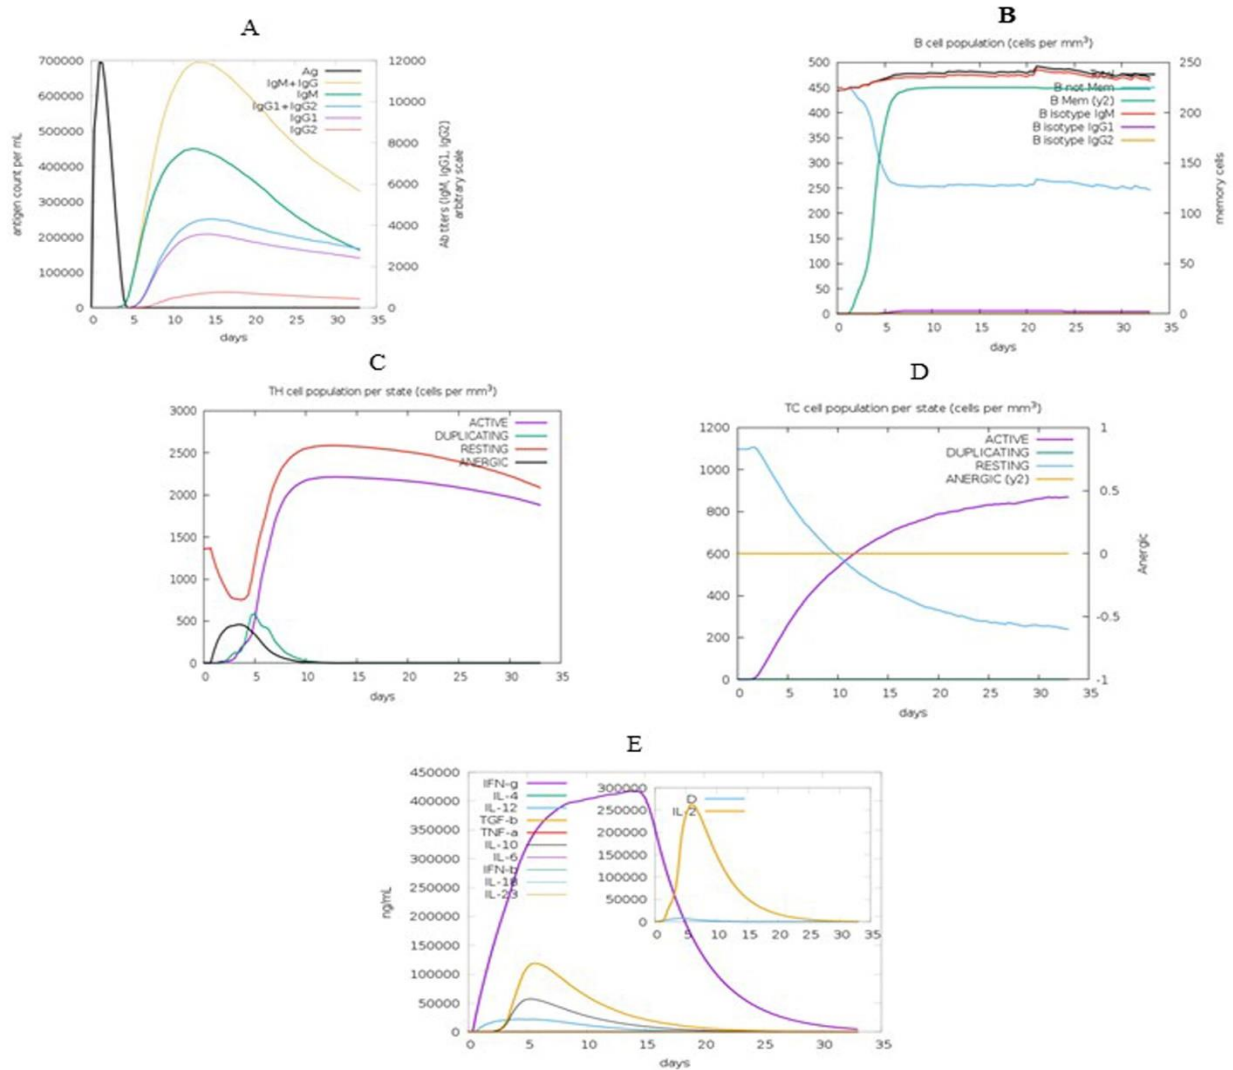 A
700000
600000
500000
400000
300000
200000
100000
0
antigen count per mL
12000
10000
8000
6000
4000
2000
0
Ab titers (IgM, IgG1, IgG2)
arbitrary scale
Ag
IgM+IgG
IgM
IgG1+IgG2
IgG1
IgG2
0 5 10 15 20 25 30 35
days
B
B cell population (cells per mm³)
500
450
400
350
300
250
200
150
100
50
0
250
200
150
100
50
0
memory cells
Total
B not Mem
B Mem (y2)
B isotype IgM
B isotype IgG1
B isotype IgG2
0 5 10 15 20 25 30 35
days
C
TH cell population per state (cells per mm³)
3000
2500
2000
1500
1000
500
0
ACTIVE
DUPLICATING
RESTING
ANERGIC
0 5 10 15 20 25 30 35
days
D
TC cell population per state (cells per mm³)
1200
1000
800
600
400
200
0
1
0.5
0
-0.5
-1
Anergic
ACTIVE
DUPLICATING
RESTING
ANERGIC (y2)
0 5 10 15 20 25 30 35
days
E
450000
400000
350000
300000
250000
200000
150000
100000
50000
0
ng/mL
IFN-g
IL-4
IL-12
TGF-b
TNF-a
IL-10
IL-6
IFN-b
IL-18
IL-23
300000
250000
200000
150000
100000
50000
0
D
IL-2
0 5 10 15 20 25 30 35
0 5 10 15 20 25 30 35
days